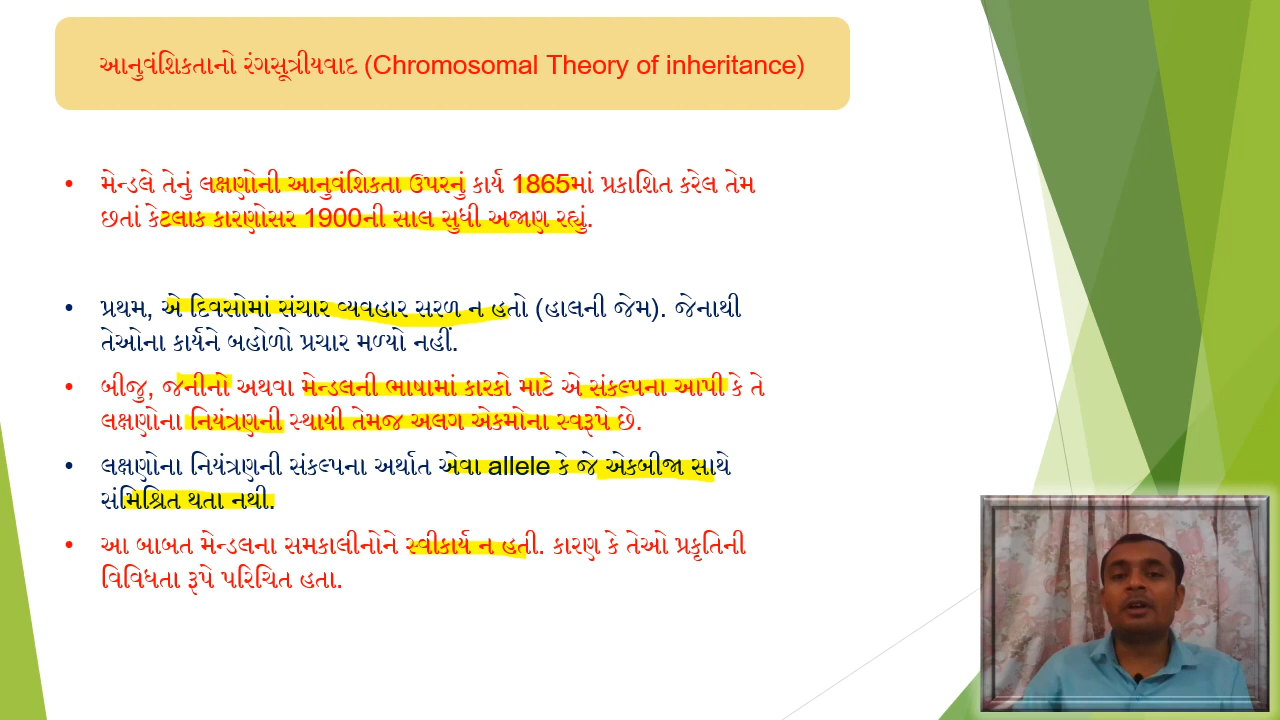 આનુવંશિકતાનો રંગસૂત્રીયવાદ (Chromosomal Theory of inheritance)
• મેન્ડલે તેનું લક્ષણોની આનુવંશિકતા ઉપરનું કાર્ય 1865માં પ્રકાશિત કરેલ તેમ
છતાં કેટલાક કારણોસર 1900ની સાલ સુધી અજાણ રહ્યું.
• પ્રથમ, એ દિવસોમાં સંચાર વ્યવહાર સરળ ન હતો (હાલની જેમ). જેનાથી
તેઓના કાર્યને બહોળો પ્રચાર મળ્યો નહીં.
• બીજુ, જનીનો અથવા મેન્ડલની ભાષામાં કારકો માટે એ સંકલ્પના આપી કે તે
લક્ષણોના નિયંત્રણની સ્થાયી તેમજ અલગ એકમોના સ્વરૂપે છે.
• લક્ષણોના નિયંત્રણની સંકલ્પના અર્થાત એવા allele કે જે એકબીજા સાથે
સંમિશ્રિત થતા નથી.
• આ બાબત મેન્ડલના સમકાલીનોને સ્વીકાર્ય ન હતી. કારણ કે તેઓ પ્રકૃતિની
વિવિધતા રૂપે પરિચિત હતા.